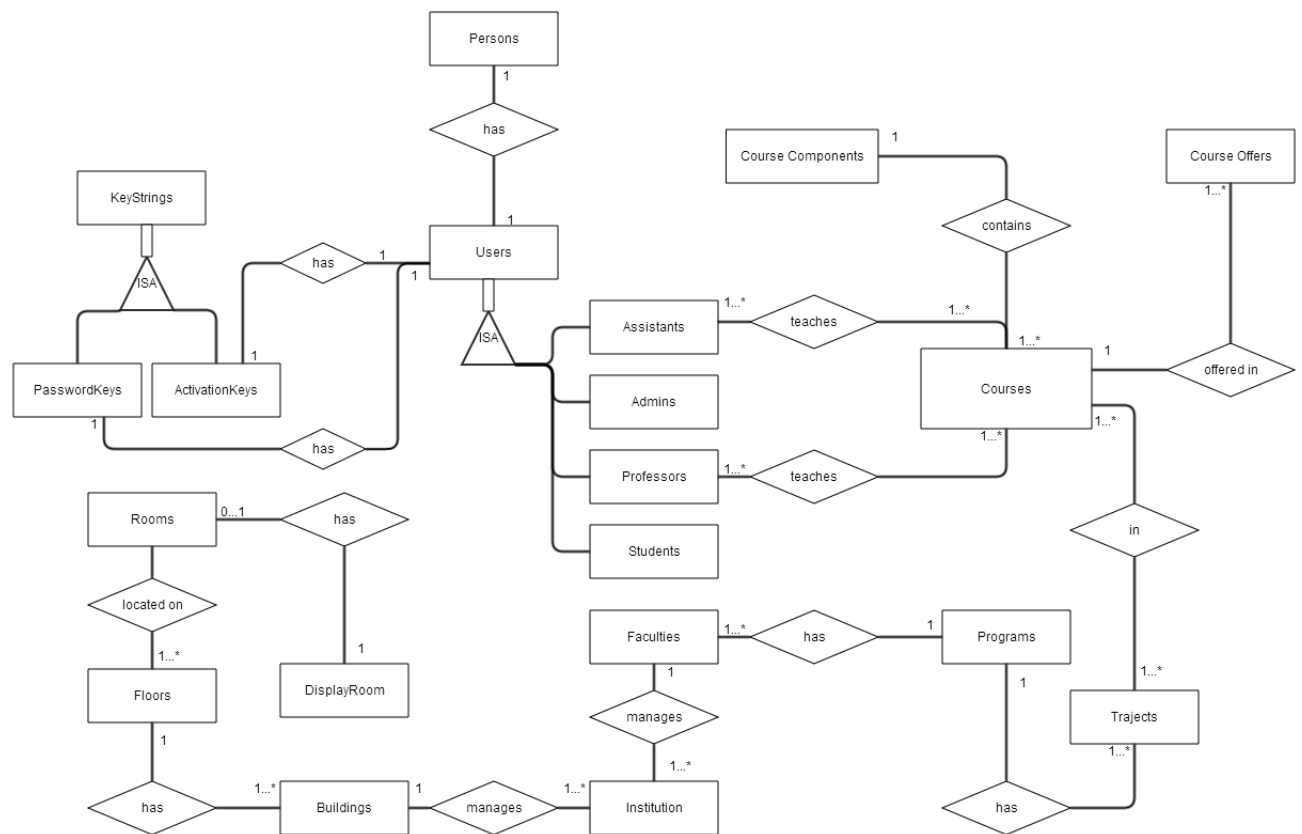 Persons
1
has
1
Users
KeyStrings
ISA
has
1
1
PasswordKeys
ActivationKeys
1
1
has
ISA
Course Components
1
contains
1...*
Course Offers
1...*
offered in
1
Assistants
1...*
teaches
1...*
Courses
1...*
1...*
Admins
Professors
1...*
teaches
Students
in
1...*
Trajects
1...*
Rooms
0...1
has
located on
1...*
1
Floors
DisplayRoom
1
has
1...*
Buildings
1
manages
1...*
Institution
1...*
manages
1
Faculties
1...*
has
1
Programs
1
has